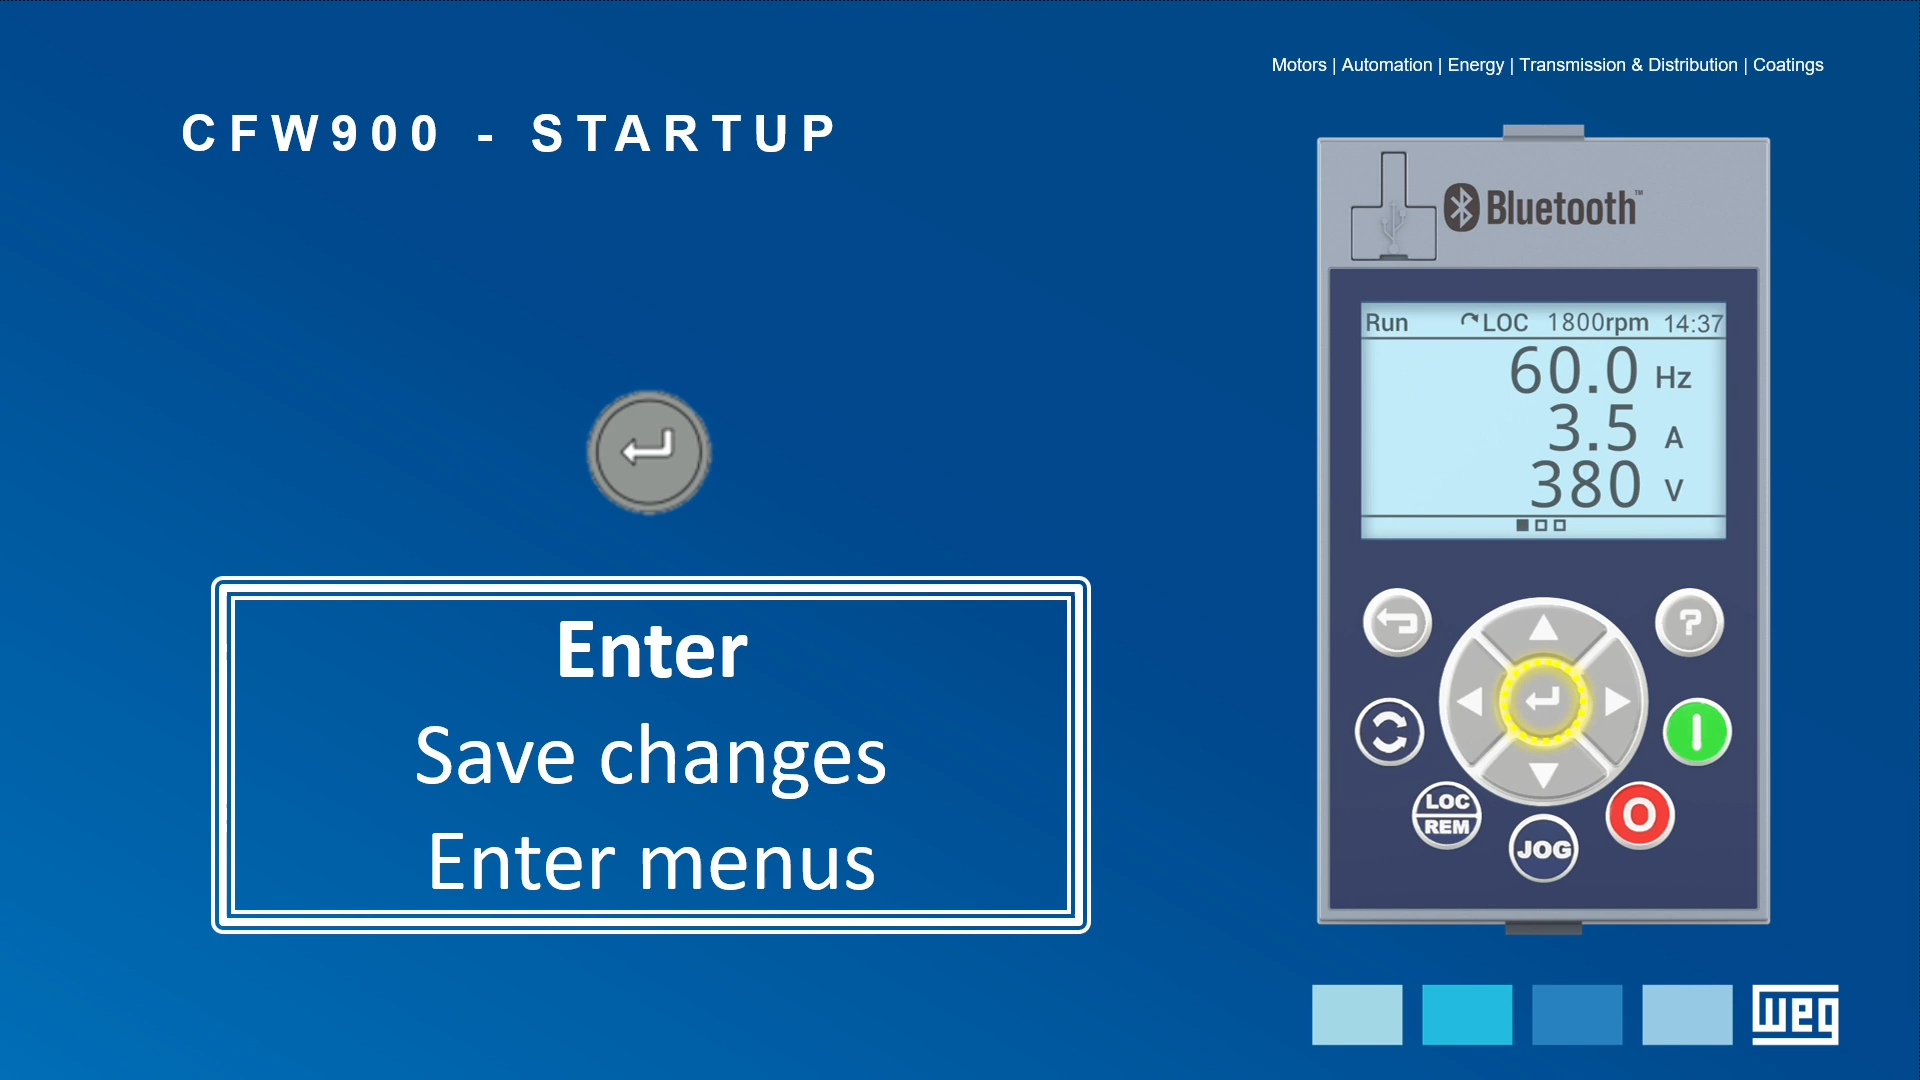 Motors | Automation | Energy | Transmission & Distribution | Coatings
CFW900 - STARTUP
Bluetooth™
Run LOC 1800rpm 14:37
60.0 Hz
3.5 A
380 V
?
LOC
REM
JOG
Enter
Save changes
Enter menus
weg